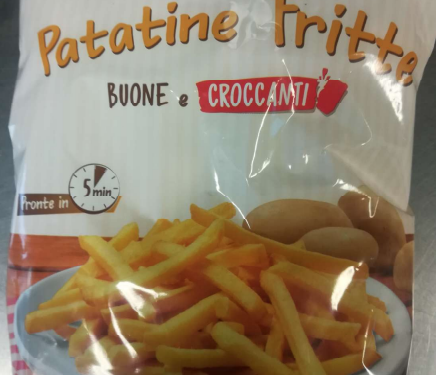 Patatine Fritte
BUONE e CROCCANTI
5 min
Pronte in